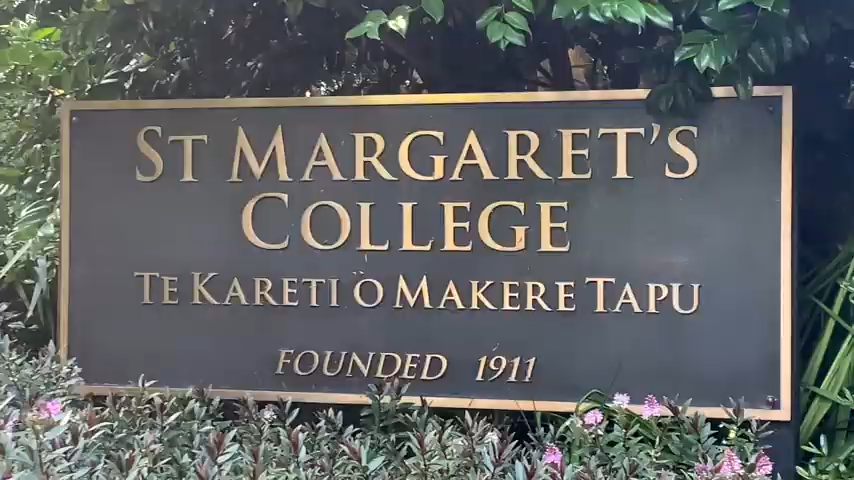 ST MARGARET'S
COLLEGE
TE KARETI Ö MAKERE TAPU
FOUNDED 1911